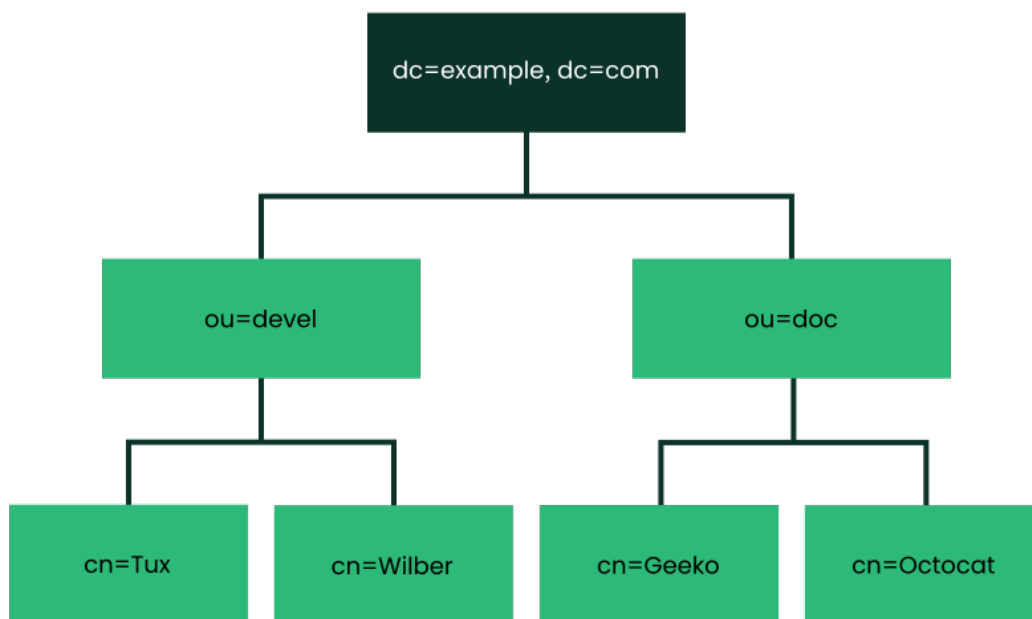 dc=example, dc=com
ou=devel
ou=doc
cn=Tux
cn=Wilber
cn=Geeko
cn=Octocat